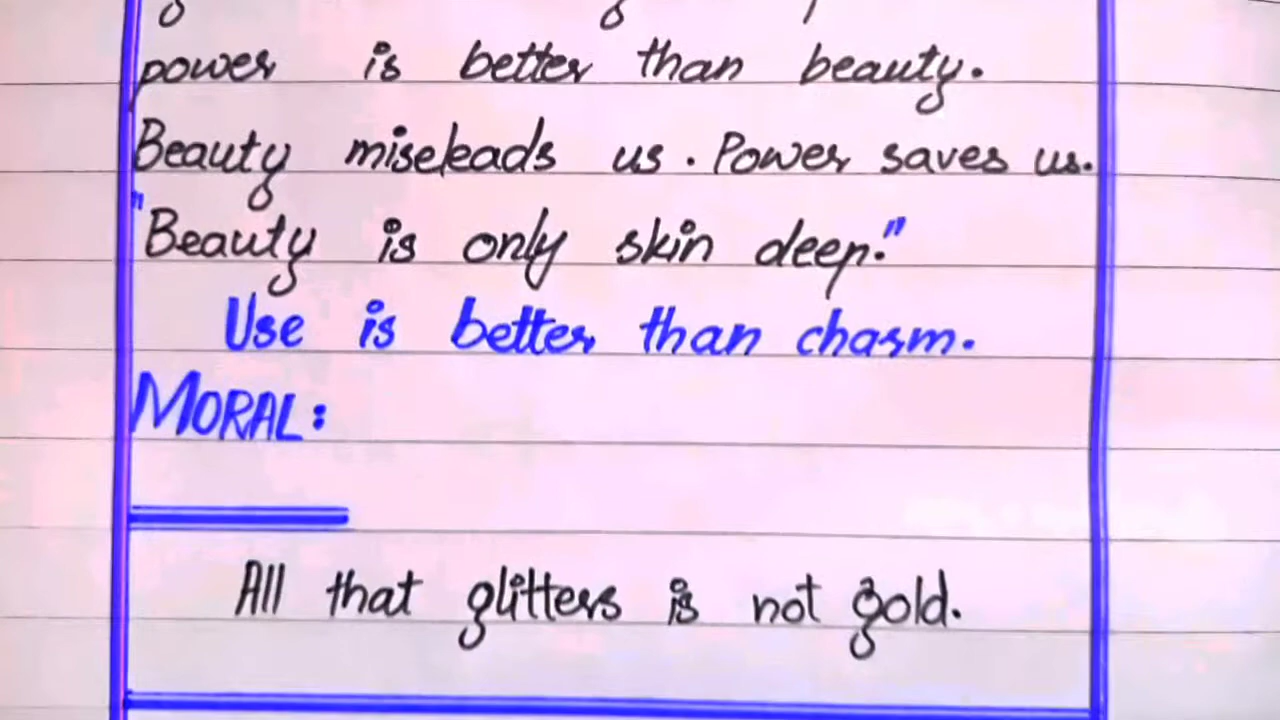 power is better than beauty.
Beauty miseleads us. Power saves us.
"Beauty is only skin deep."
Use is better than charm.
MORAL:
All that glitters is not gold.